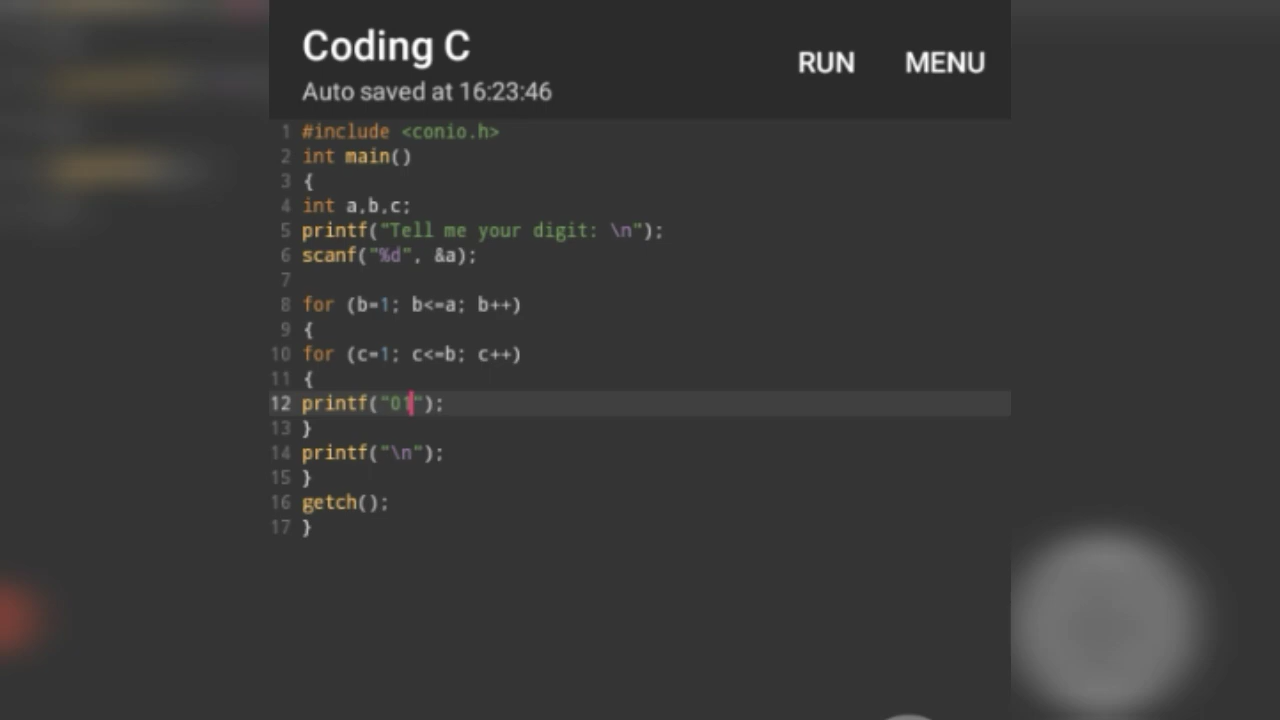 Coding C
Auto saved at 16:23:46
RUN MENU
1 #include <conio.h>
2 int main()
3 {
4 int a,b,c;
5 printf("Tell me your digit: \n");
6 scanf("%d", &a);
7
8 for (b=1; b<=a; b++)
9 {
10 for (c=1; c<=b; c++)
11 {
12 printf("01");
13 }
14 printf("\n");
15 }
16 getch();
17 }